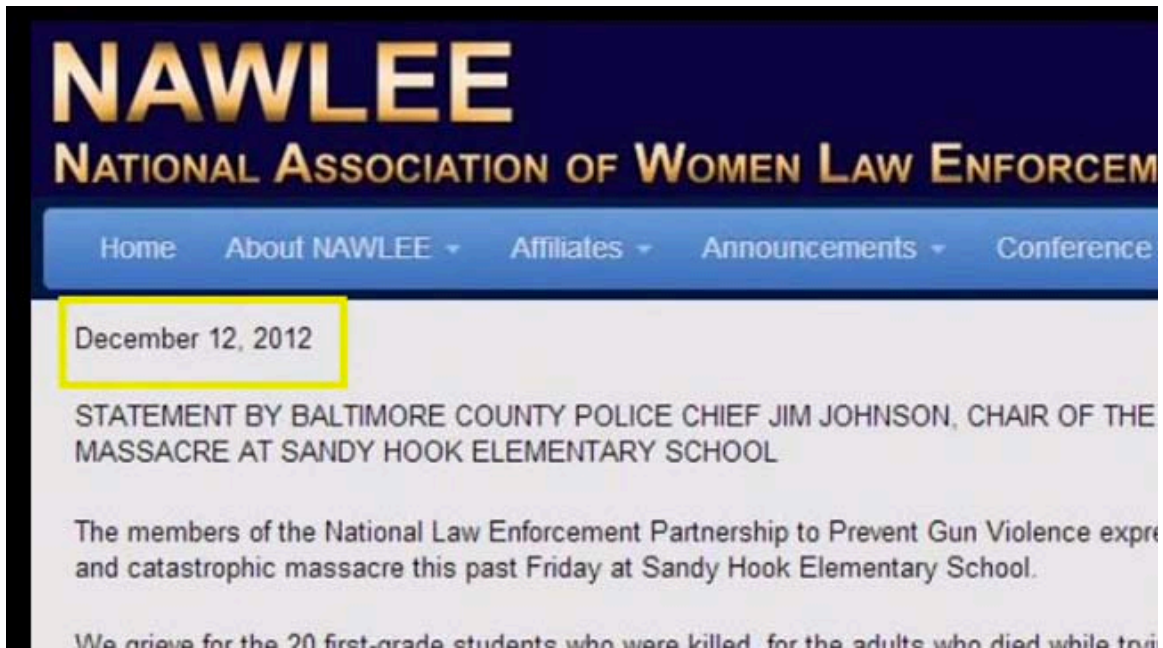 NAWLEE
NATIONAL ASSOCIATION OF WOMEN LAW ENFORCEM
Home About NAWLEE Affiliates Announcements Conference
December 12, 2012
STATEMENT BY BALTIMORE COUNTY POLICE CHIEF JIM JOHNSON, CHAIR OF THE
MASSACRE AT SANDY HOOK ELEMENTARY SCHOOL
The members of the National Law Enforcement Partnership to Prevent Gun Violence expre
and catastrophic massacre this past Friday at Sandy Hook Elementary School.
We grieve for the 20 first-grade students who were killed, for the adults who died while tryi